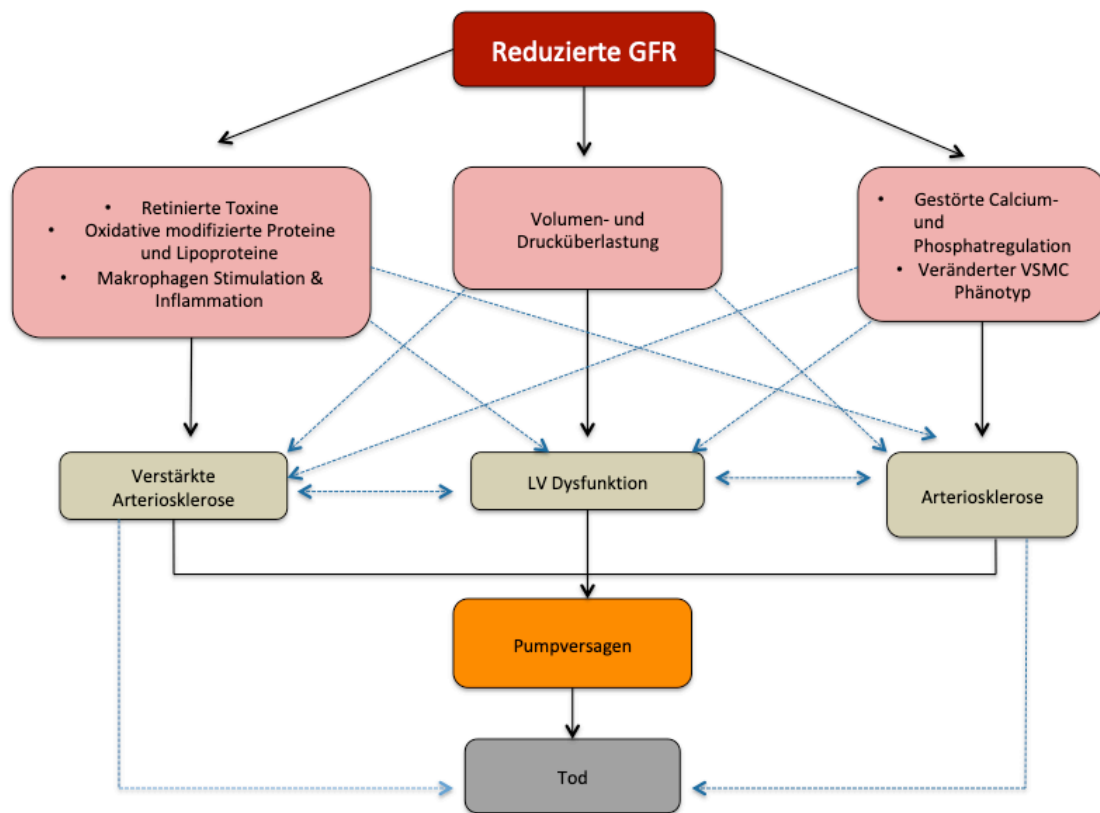 Reduzierte GFR
• Retinierte Toxine
• Oxidative modifizierte Proteine
und Lipoproteine
• Makrophagen Stimulation &
Inflammation
Volumen- und
Drucküberlastung
• Gestörte Calcium-
und
Phosphatregulation
• Veränderter VSMC
Phänotyp
Verstärkte
Arteriosklerose
LV Dysfunktion
Arteriosklerose
Pumpversagen
Tod